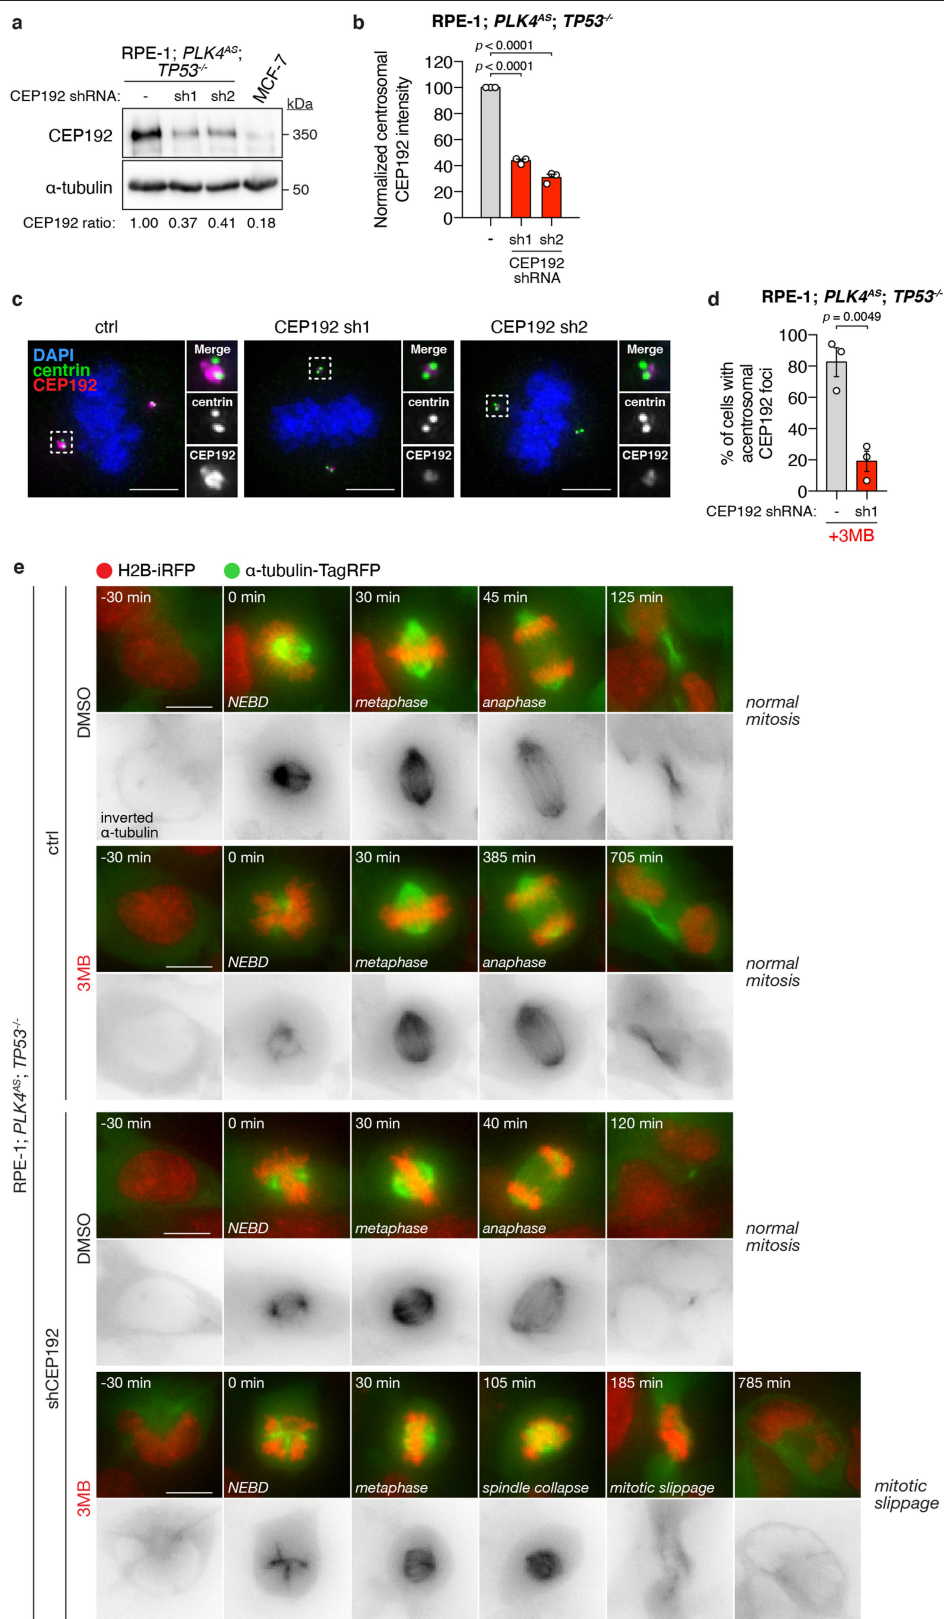 a
RPE-1; PLK4ᴬˢ;
TP53⁻/⁻
MCF-7
CEP192 shRNA: - sh1 sh2
kDa
CEP192
350
α-tubulin
50
CEP192 ratio: 1.00 0.37 0.41 0.18
b
RPE-1; PLK4ᴬˢ; TP53⁻/⁻
p < 0.0001
p < 0.0001
Normalized centrosomal
CEP192 intensity
120
100
80
60
40
20
0
- sh1 sh2
CEP192
shRNA
c
ctrl
CEP192 sh1
CEP192 sh2
DAPI
centrin
CEP192
Merge
centrin
CEP192
Merge
centrin
CEP192
Merge
centrin
CEP192
d
RPE-1; PLK4ᴬˢ; TP53⁻/⁻
p = 0.0049
% of cells with
acentrosomal
CEP192 foci
100
80
60
40
20
0
CEP192 shRNA: - sh1
+3MB
e
H2B-iRFP
α-tubulin-TagRFP
RPE-1; PLK4ᴬˢ; TP53⁻/⁻
ctrl
DMSO
-30 min
0 min
30 min
45 min
125 min
NEBD
metaphase
anaphase
normal
mitosis
inverted
α-tubulin
3MB
-30 min
0 min
30 min
385 min
705 min
NEBD
metaphase
anaphase
normal
mitosis
shCEP192
DMSO
-30 min
0 min
30 min
40 min
120 min
NEBD
metaphase
anaphase
normal
mitosis
3MB
-30 min
0 min
30 min
105 min
185 min
785 min
NEBD
metaphase
spindle collapse
mitotic slippage
mitotic
slippage